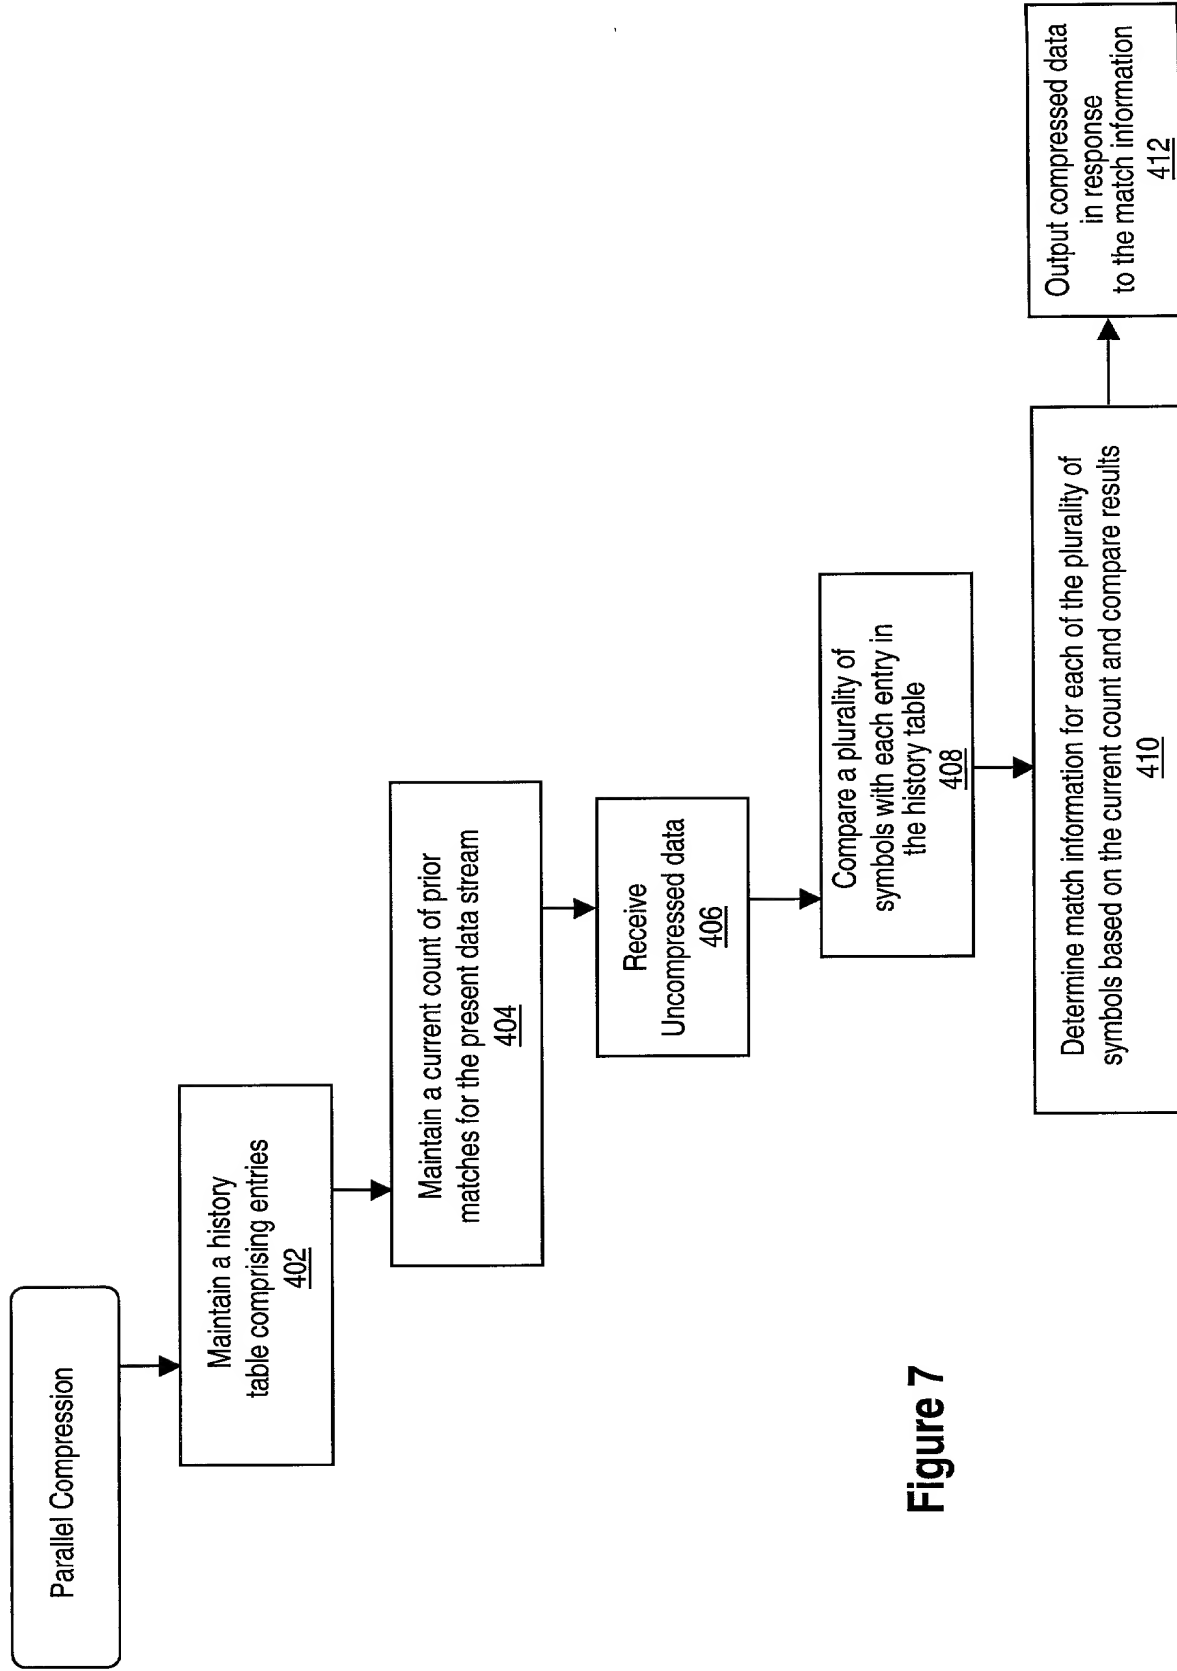 Parallel Compression
Maintain a history
table comprising entries
402
Maintain a current count of prior
matches for the present data stream
404
Receive
Uncompressed data
406
Compare a plurality of
symbols with each entry in
the history table
408
Determine match information for each of the plurality of
symbols based on the current count and compare results
410
Output compressed data
in response
to the match information
412
Figure 7